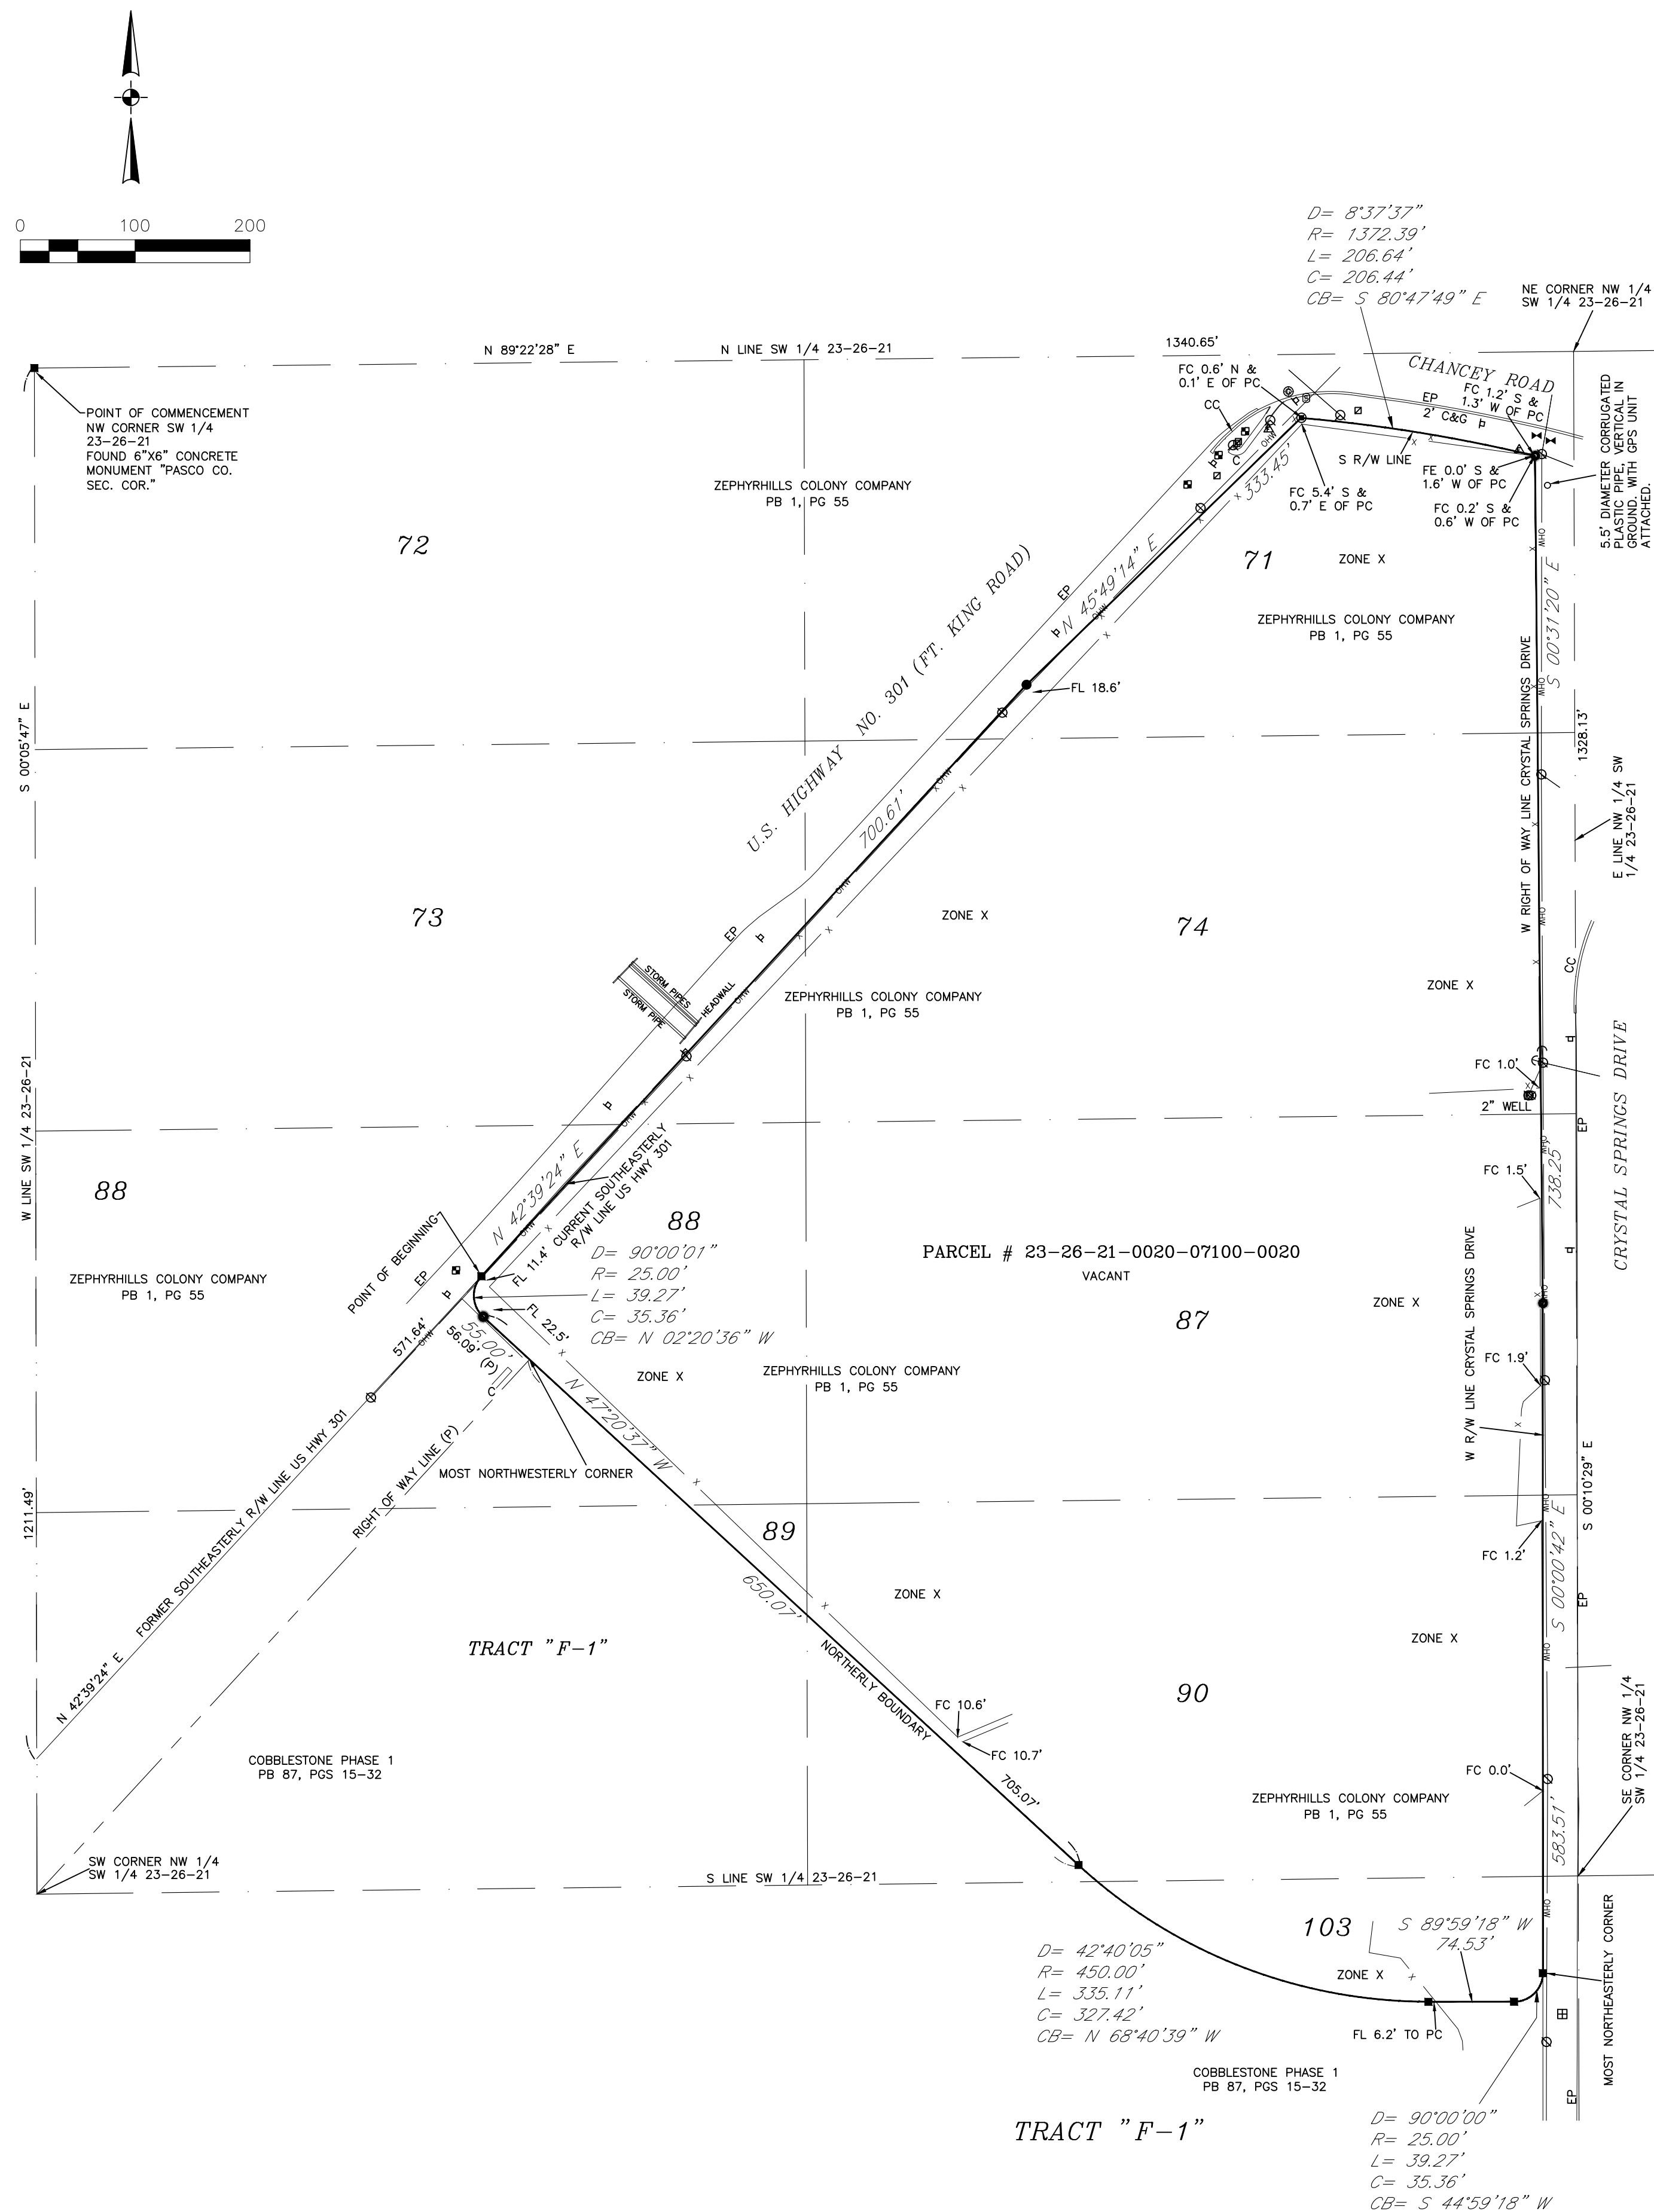 0 100 200
D= 8°37'37"
R= 1372.39'
L= 206.64'
C= 206.44'
CB= S 80°47'49" E
NE CORNER NW 1/4
SW 1/4 23-26-21
N 89°22'28" E
N LINE SW 1/4 23-26-21
1340.65'
CHANCEY ROAD
FC 0.6' N &
0.1' E OF PC
CC
EP
2' C&G
FC 1.2' S &
1.3' W OF PC
5.5' DIAMETER CORRUGATED
PLASTIC PIPE, VERTICAL IN
GROUND. WITH GPS UNIT
ATTACHED.
POINT OF COMMENCEMENT
NW CORNER SW 1/4
23-26-21
FOUND 6"X6" CONCRETE
MONUMENT "PASCO CO.
SEC. COR."
OHW
C
S R/W LINE
FE 0.0' S &
1.6' W OF PC
FC 0.2' S &
0.6' W OF PC
FC 5.4' S &
0.7' E OF PC
333.45'
ZEPHYRHILLS COLONY COMPANY
PB 1, PG 55
72
71
ZONE X
ZEPHYRHILLS COLONY COMPANY
PB 1, PG 55
N 45°49'14" E
OHW
EP
FL 18.6'
U.S. HIGHWAY NO. 301 (FT. KING ROAD)
OHW
S 00°31'20" E
OHW
W RIGHT OF WAY LINE CRYSTAL SPRINGS DRIVE
1328.13'
E LINE NW 1/4 SW
1/4 23-26-21
S 00°05'47" E
700.61'
OHW
OHW
73
74
ZONE X
EP
STORM PIPES
STORM PIPE
HEADWALL
OHW
ZEPHYRHILLS COLONY COMPANY
PB 1, PG 55
OHW
CC
ZONE X
CRYSTAL SPRINGS DRIVE
FC 1.0'
2" WELL
EP
W LINE SW 1/4 23-26-21
OHW
N 42°39'24" E
CURRENT SOUTHEASTERLY
R/W LINE US HWY 301
OHW
88
88
FC 1.5'
OHW
738.25
POINT OF BEGINNING
EP
FL 11.4'
D= 90°00'01"
R= 25.00'
L= 39.27'
C= 35.36'
CB= N 02°20'36" W
PARCEL # 23-26-21-0020-07100-0020
VACANT
ZEPHYRHILLS COLONY COMPANY
PB 1, PG 55
OHW
ZONE X
87
W R/W LINE CRYSTAL SPRINGS DRIVE
571.64'
OHW
55.00'
56.09' (P)
FL 22.5'
C
ZONE X
ZEPHYRHILLS COLONY COMPANY
PB 1, PG 55
FC 1.9'
N 47°20'37" W
MOST NORTHWESTERLY CORNER
FORMER SOUTHEASTERLY R/W LINE US HWY 301
RIGHT OF WAY LINE (P)
1211.49'
S 00°10'29" E
OHW
89
FC 1.2'
S 00°00'42" E
EP
650.07'
ZONE X
TRACT "F-1"
ZONE X
N 42°39'24" E
NORTHERLY BOUNDARY
OHW
90
FC 10.6'
FC 10.7'
SE CORNER NW 1/4
SW 1/4 23-26-21
COBBLESTONE PHASE 1
PB 87, PGS 15-32
705.07'
FC 0.0'
ZEPHYRHILLS COLONY COMPANY
PB 1, PG 55
583.51'
SW CORNER NW 1/4
SW 1/4 23-26-21
S LINE SW 1/4 23-26-21
OHW
103
S 89°59'18" W
74.53'
D= 42°40'05"
R= 450.00'
L= 335.11'
C= 327.42'
CB= N 68°40'39" W
ZONE X
FL 6.2' TO PC
MOST NORTHEASTERLY CORNER
COBBLESTONE PHASE 1
PB 87, PGS 15-32
EP
TRACT "F-1"
D= 90°00'00"
R= 25.00'
L= 39.27'
C= 35.36'
CB= S 44°59'18" W